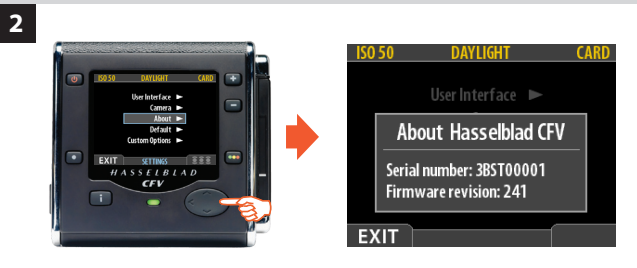 2
ISO 50 DAYLIGHT CARD
User Interface ►
Camera ►
About ►
Default ►
Custom Options ►
EXIT SETTINGS
HASSELBLAD
CFV
i
ISO 50 DAYLIGHT CARD
User Interface ►
About Hasselblad CFV
Serial number: 3BST00001
Firmware revision: 241
EXIT